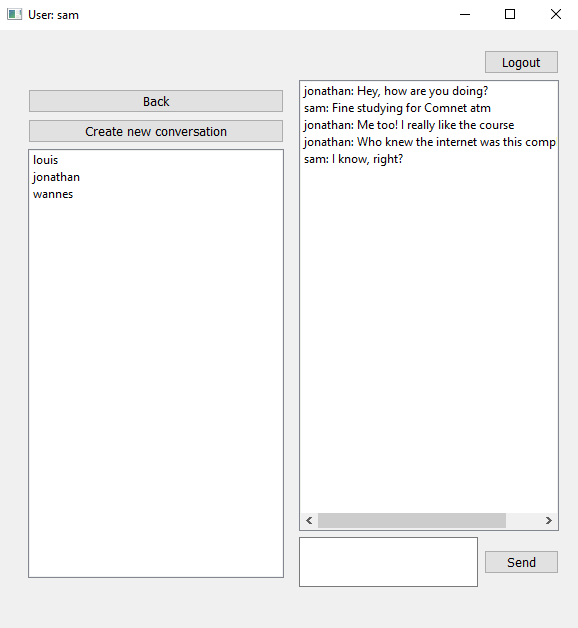 User: sam
Logout
Back
Create new conversation
louis
jonathan
wannes
jonathan: Hey, how are you doing?
sam: Fine studying for Comnet atm
jonathan: Me too! I really like the course
jonathan: Who knew the internet was this comp
sam: I know, right?
Send